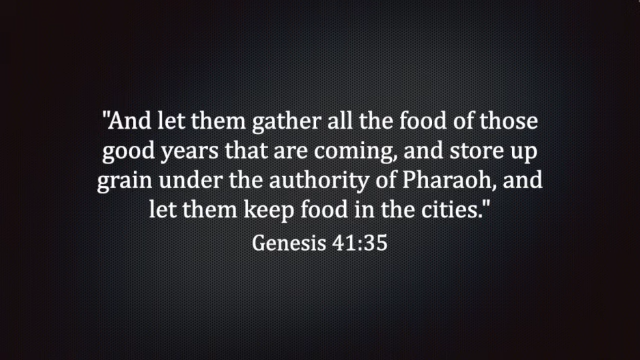 "And let them gather all the food of those
good years that are coming, and store up
grain under the authority of Pharaoh, and
let them keep food in the cities."
Genesis 41:35